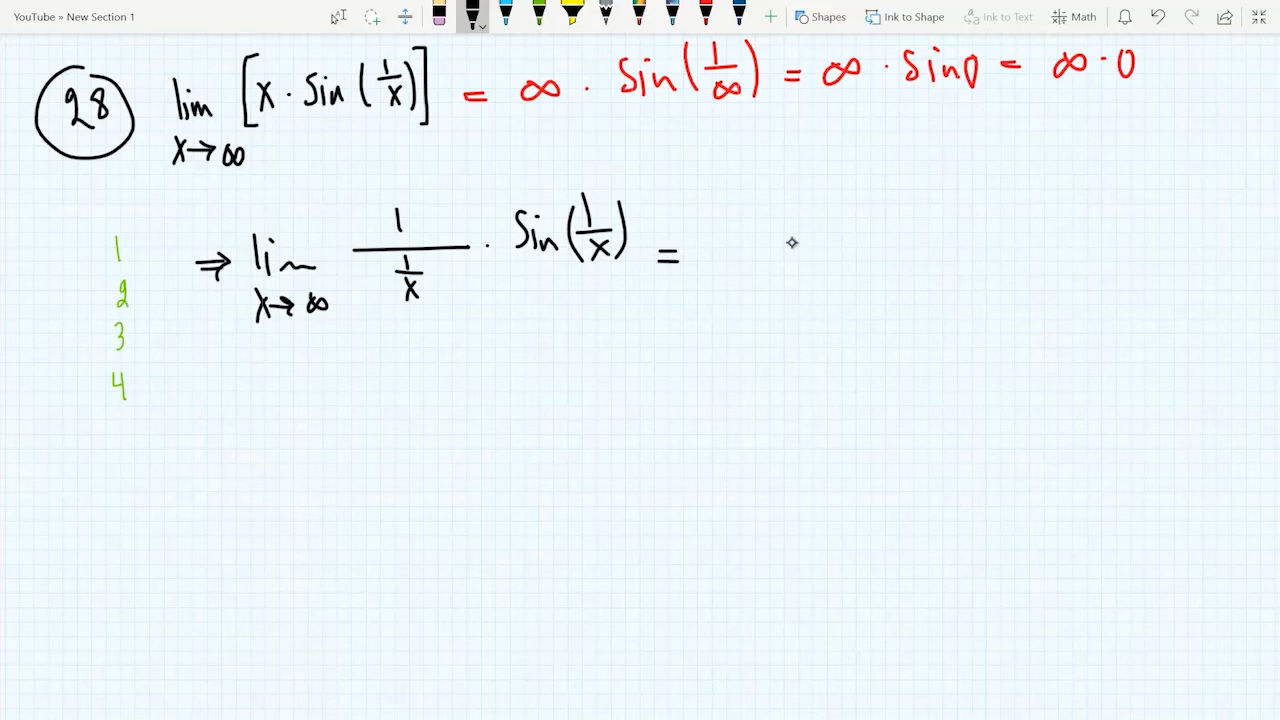 YouTube » New Section 1
Shapes Ink to Shape Ink to Text Math
28 lim x→∞ [x · sin(1/x)] = ∞ · sin(1/∞) = ∞ · sin0 = ∞ · 0
⇒ lim x→∞ 1/(1/x) · sin(1/x) =
1
2
3
4